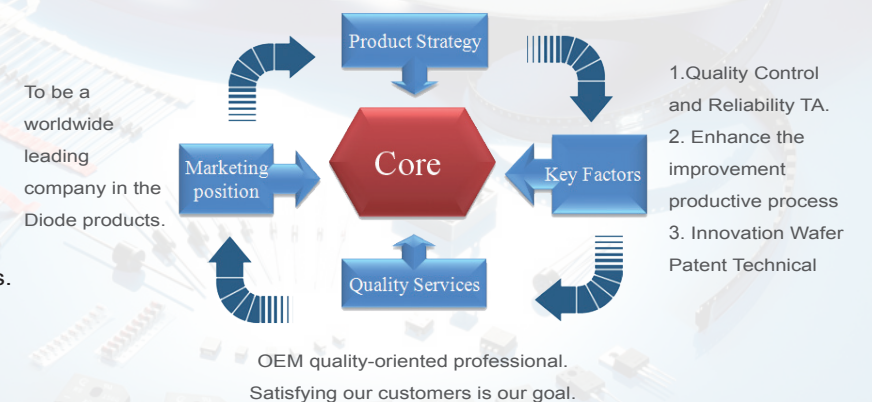 Product Strategy
To be a
worldwide
leading
company in the
Diode products.
Marketing
position
Core
Key Factors
1.Quality Control
and Reliability TA.
2. Enhance the
improvement
productive process
3. Innovation Wafer
Patent Technical
s.
Quality Services
OEM quality-oriented professional.
Satisfying our customers is our goal.